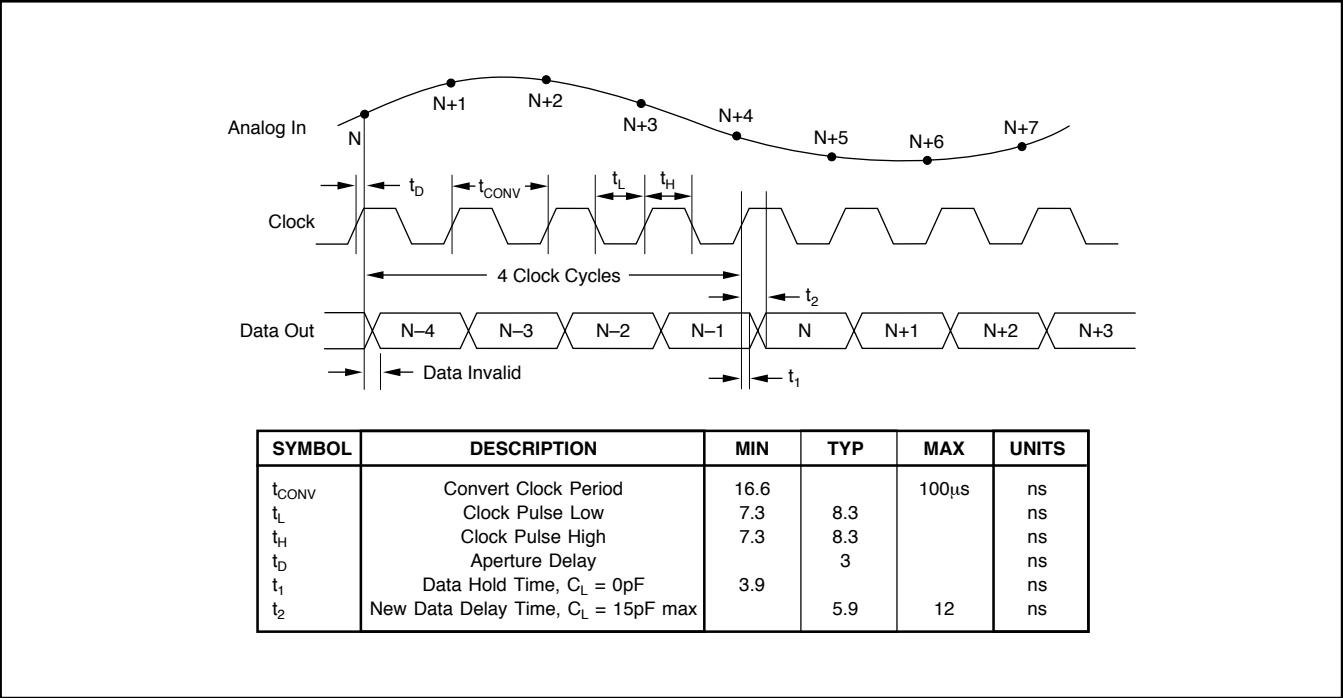 Analog In
N
N+1
N+2
N+3
N+4
N+5
N+6
N+7
tD
tCONV
tL
tH
Clock
4 Clock Cycles
t2
Data Out
N–4
N–3
N–2
N–1
N
N+1
N+2
N+3
Data Invalid
t1
SYMBOL DESCRIPTION MIN TYP MAX UNITS
tCONV Convert Clock Period 16.6 100µs ns
tL Clock Pulse Low 7.3 8.3 ns
tH Clock Pulse High 7.3 8.3 ns
tD Aperture Delay 3 ns
t1 Data Hold Time, CL = 0pF 3.9 ns
t2 New Data Delay Time, CL = 15pF max 5.9 12 ns